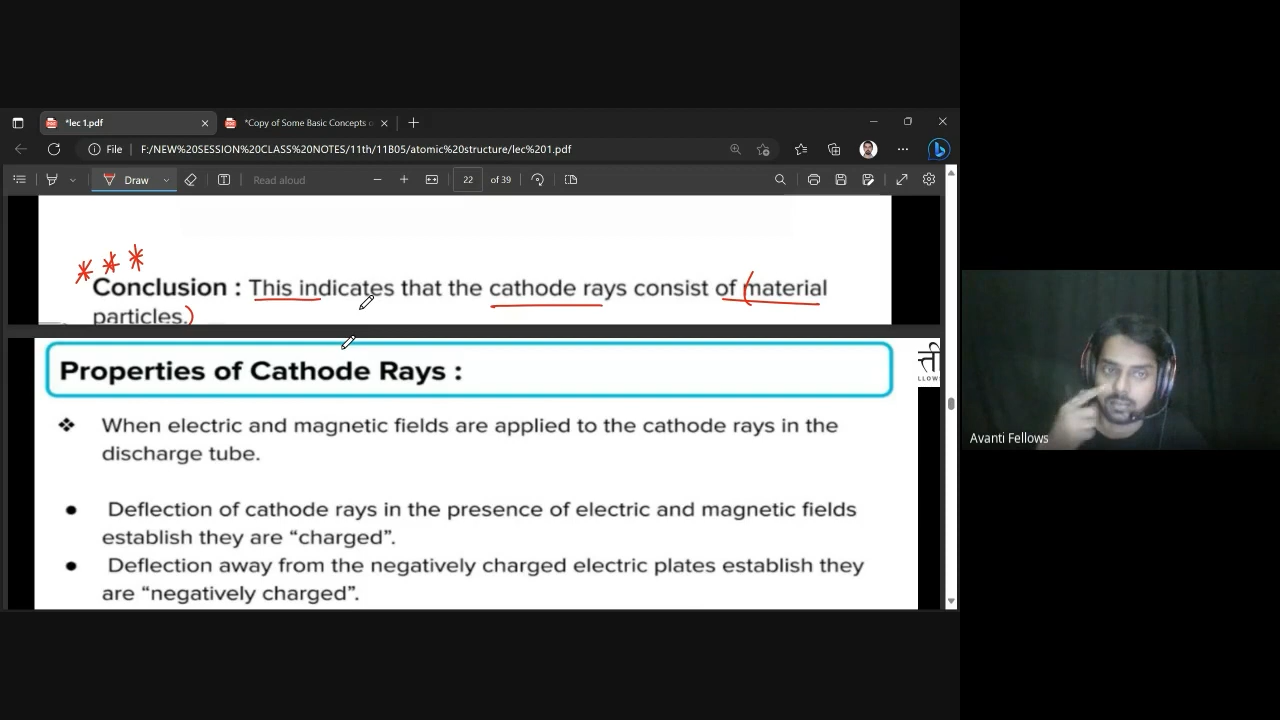 *lec 1.pdf
*Copy of Some Basic Concepts o
File
F:/NEW%20SESSION%20CLASS%20NOTES/11th/11B05/atomic%20structure/lec%201.pdf
Draw
Read aloud
22 of 39
***
Conclusion : This indicates that the cathode rays consist of (material
particles.)
Properties of Cathode Rays :
ती
LLOW
❖ When electric and magnetic fields are applied to the cathode rays in the
discharge tube.
● Deflection of cathode rays in the presence of electric and magnetic fields
establish they are “charged”.
● Deflection away from the negatively charged electric plates establish they
are “negatively charged”.
Avanti Fellows